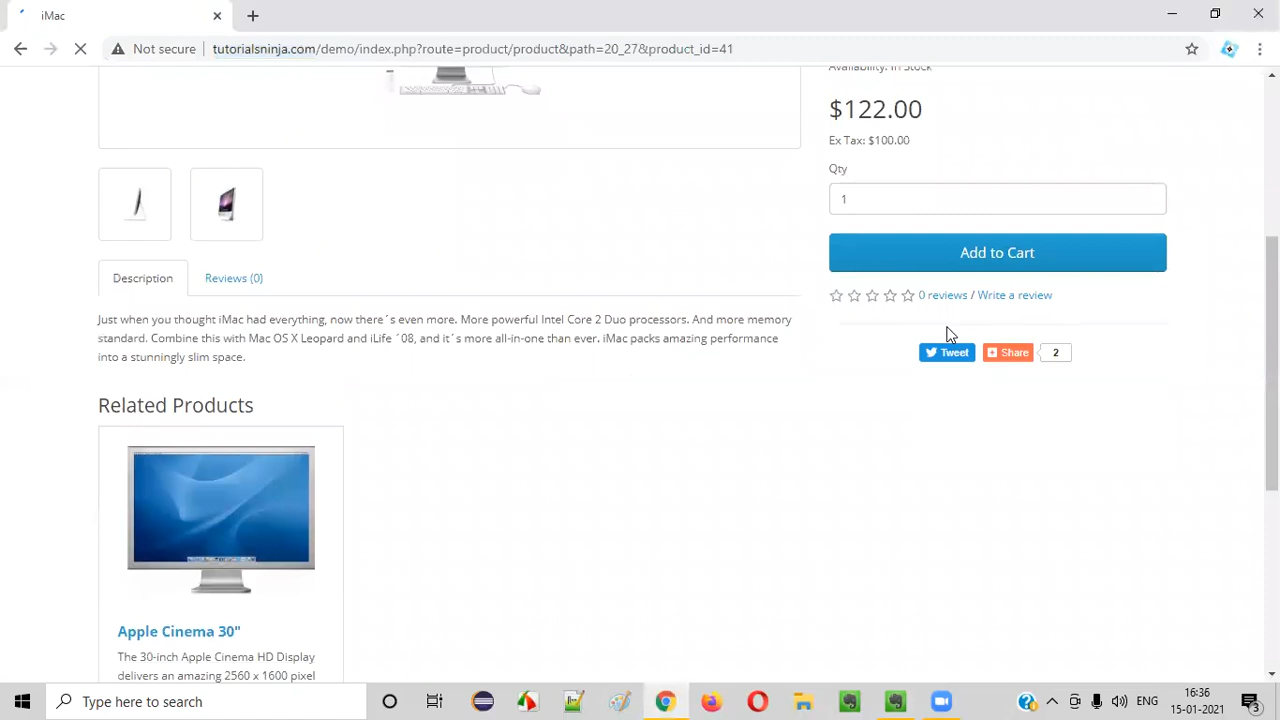 iMac
Not secure
tutorialsninja.com/demo/index.php?route=product/product&path=20_27&product_id=41
Availability: In Stock
$122.00
Ex Tax: $100.00
Qty
1
Add to Cart
0 reviews / Write a review
Tweet
Share
2
Description
Reviews (0)
Just when you thought iMac had everything, now there´s even more. More powerful Intel Core 2 Duo processors. And more memory
standard. Combine this with Mac OS X Leopard and iLife ´08, and it´s more all-in-one than ever. iMac packs amazing performance
into a stunningly slim space.
Related Products
Apple Cinema 30"
The 30-inch Apple Cinema HD Display
delivers an amazing 2560 x 1600 pixel
Type here to search
ENG
16:36
15-01-2021
3